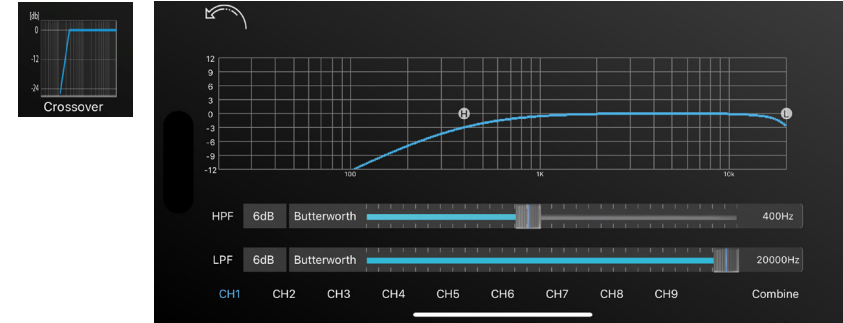 [db]
0
-12
-24
Crossover
12
9
6
3
0
-3
-6
-9
-12
H
L
100 1K 10k
HPF 6dB Butterworth 400Hz
LPF 6dB Butterworth 20000Hz
CH1 CH2 CH3 CH4 CH5 CH6 CH7 CH8 CH9 Combine